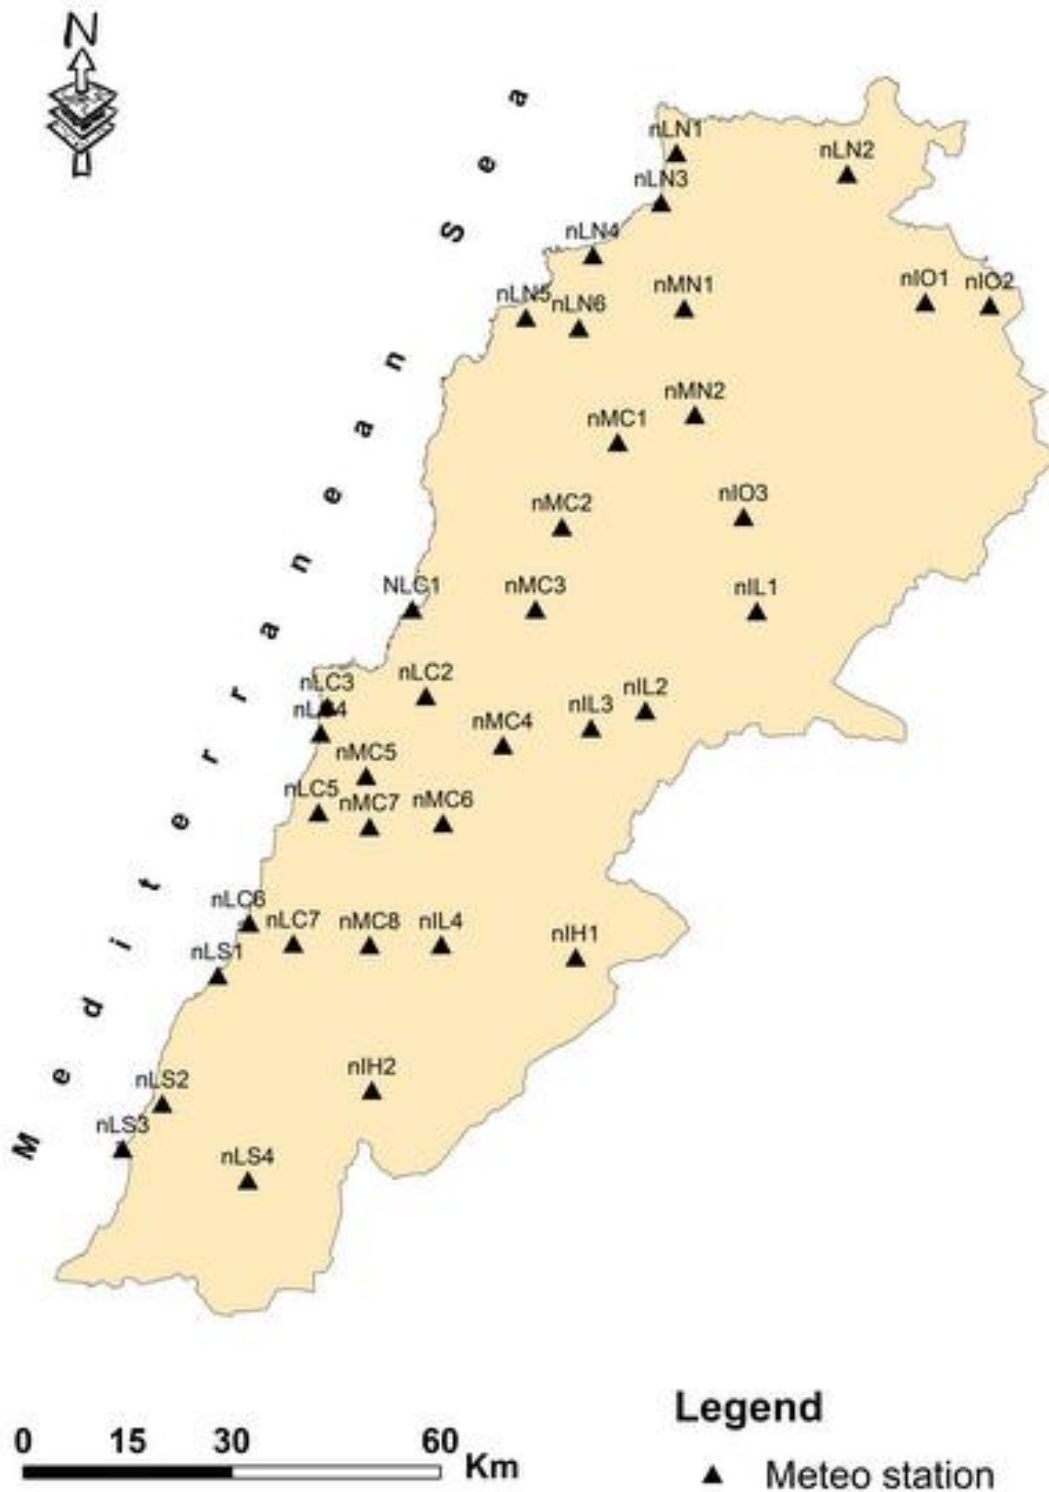 N
Mediterranean Sea
nLN1
nLN2
nLN3
nLN4
nIO1
nIO2
nMN1
nLN5
nLN6
nMN2
nMC1
nIO3
nMC2
NLC1
nMC3
nIL1
nLC2
nLC3
nIL2
nLC4
nIL3
nMC4
nMC5
nLC5
nMC7
nMC6
nLC6
nLC7
nMC8
nIL4
nIH1
nLS1
nIH2
nLS2
nLS3
nLS4
Legend
0 15 30 60
Km
Meteo station